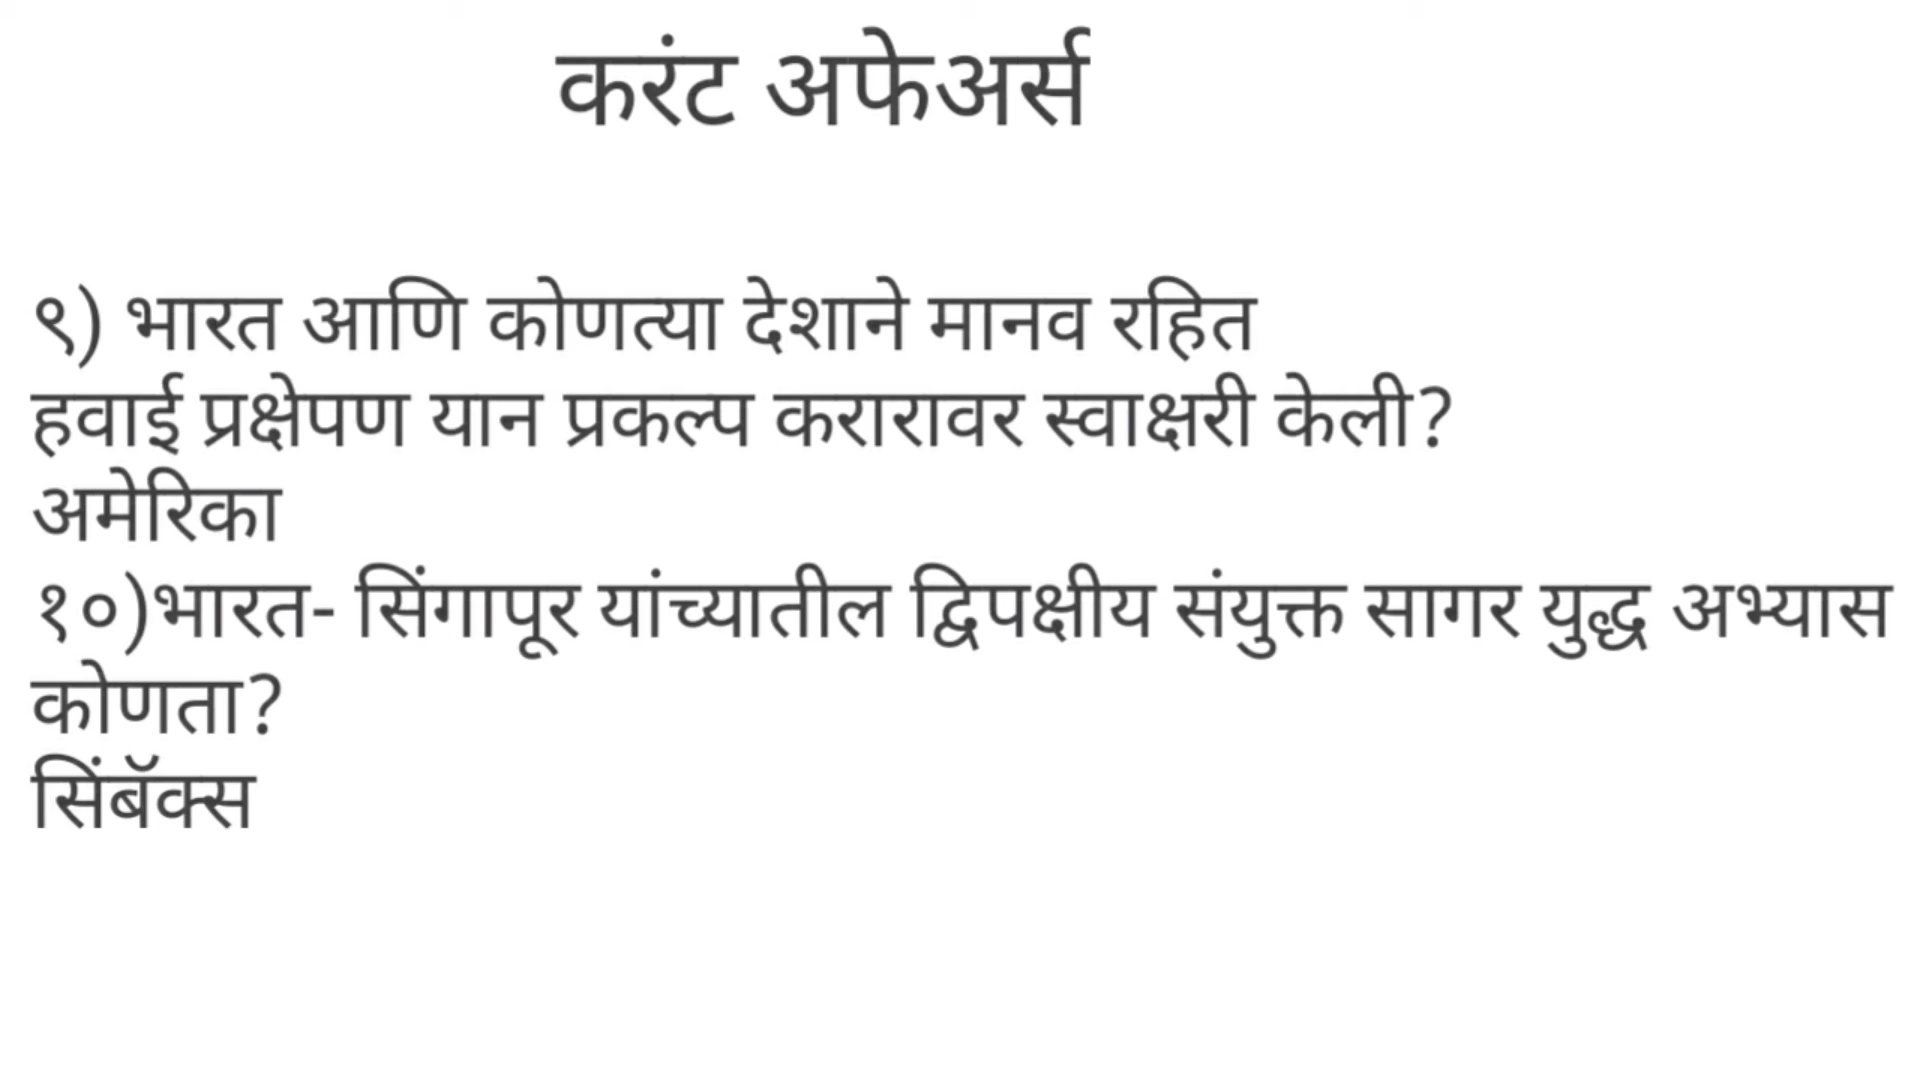 करंट अफेअर्स
९) भारत आणि कोणत्या देशाने मानव रहित
हवाई प्रक्षेपण यान प्रकल्प करारावर स्वाक्षरी केली?
अमेरिका
१०)भारत- सिंगापूर यांच्यातील द्विपक्षीय संयुक्त सागर युद्ध अभ्यास
कोणता?
सिंबॅक्स